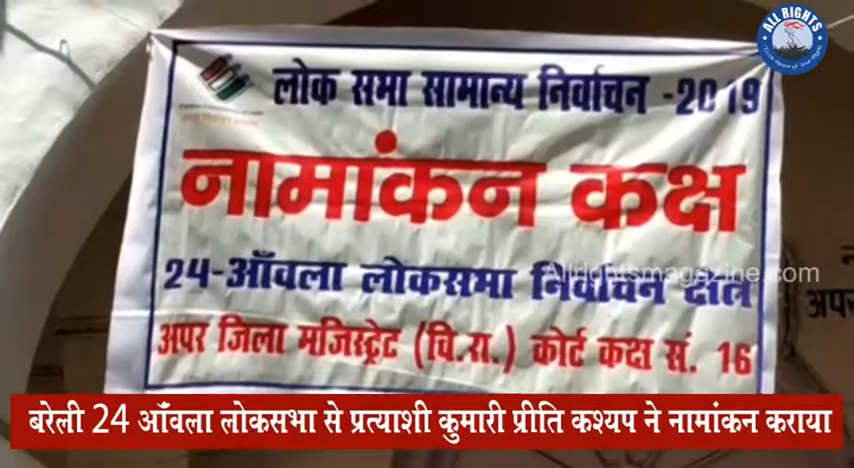 ALL RIGHTS
लोक सभा सामान्य निर्वाचन -2019
नामांकन कक्ष
24-आँवला लोकसभा निर्वाचन क्षेत्र
Allrightsmagazine.com
अपर
अपर जिला मजिस्ट्रेट (वि.रा.) कोर्ट कक्ष सं. 16
बरेली 24 आँवला लोकसभा से प्रत्याशी कुमारी प्रीति कश्यप ने नामांकन कराया